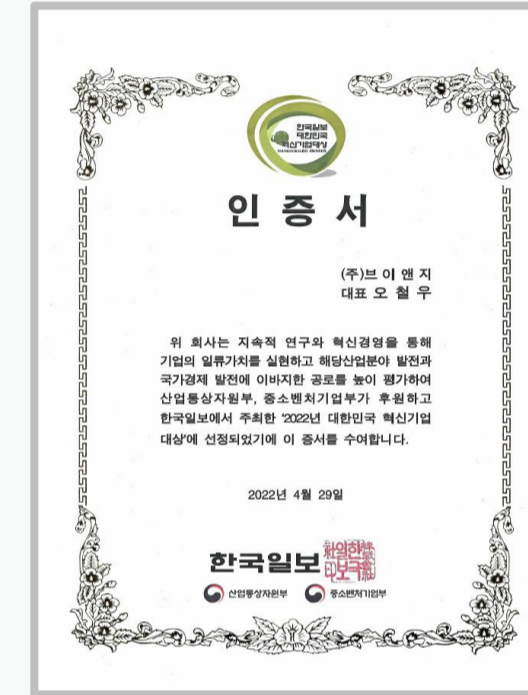 한국일보
대한민국
혁신기업대상
인 증 서
(주)브 이 앤 지
대표 오 철 우
위 회사는 지속적 연구와 혁신경영을 통해
기업의 일류가치를 실현하고 해당산업분야 발전과
국가경제 발전에 이바지한 공로를 높이 평가하여
산업통상자원부, 중소벤처기업부가 후원하고
한국일보에서 주최한 '2022년 대한민국 혁신기업
대상'에 선정되었기에 이 증서를 수여합니다.
2022년 4월 29일
한국일보
산업통상자원부 중소벤처기업부